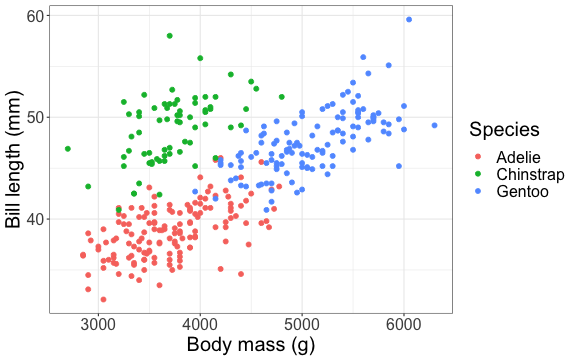 60
50
40
Bill length (mm)
3000 4000 5000 6000
Body mass (g)
Species
Adelie
Chinstrap
Gentoo